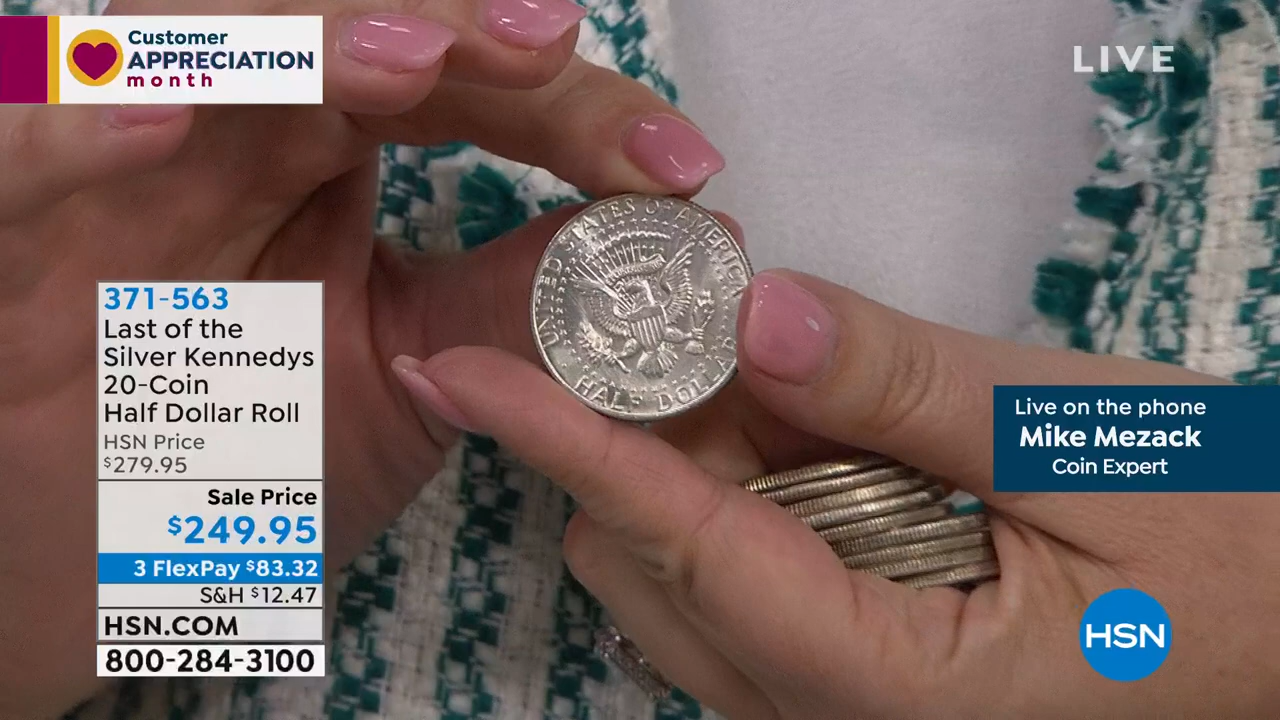 Customer
APPRECIATION
month
LIVE
UNITED STATES OF AMERICA
HALF DOLLAR
371-563
Last of the
Silver Kennedys
20-Coin
Half Dollar Roll
HSN Price
$279.95
Sale Price
$249.95
3 FlexPay $83.32
S&H $12.47
HSN.COM
800-284-3100
Live on the phone
Mike Mezack
Coin Expert
HSN